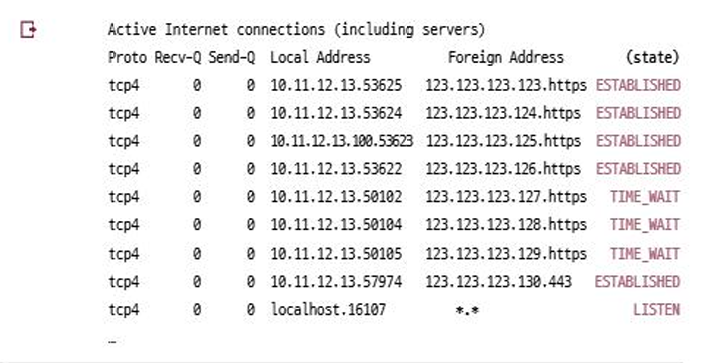 Active Internet connections (including servers)
Proto Recv-Q Send-Q Local Address Foreign Address (state)
tcp4 0 0 10.11.12.13.53625 123.123.123.123.https ESTABLISHED
tcp4 0 0 10.11.12.13.53624 123.123.123.124.https ESTABLISHED
tcp4 0 0 10.11.12.13.100.53623 123.123.123.125.https ESTABLISHED
tcp4 0 0 10.11.12.13.53622 123.123.123.126.https ESTABLISHED
tcp4 0 0 10.11.12.13.50102 123.123.123.127.https TIME_WAIT
tcp4 0 0 10.11.12.13.50104 123.123.123.128.https TIME_WAIT
tcp4 0 0 10.11.12.13.50105 123.123.123.129.https TIME_WAIT
tcp4 0 0 10.11.12.13.57974 123.123.123.130.443 ESTABLISHED
tcp4 0 0 localhost.16107 *.* LISTEN
…